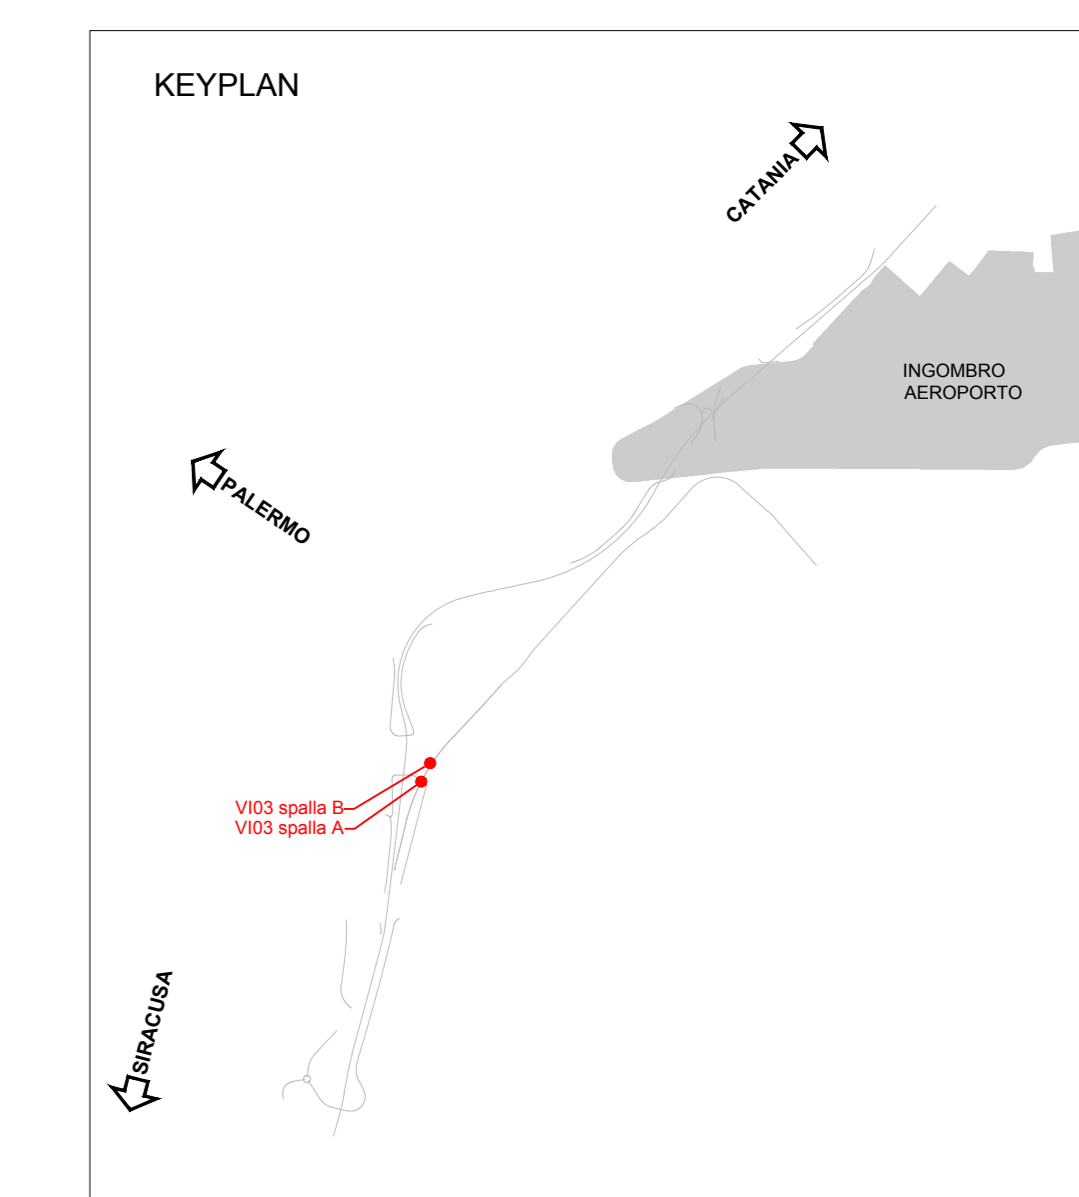 KEYPLAN
CATANIA
INGOMBRO
AEROPORTO
PALERMO
VI03 spalla B
VI03 spalla A
SIRACUSA